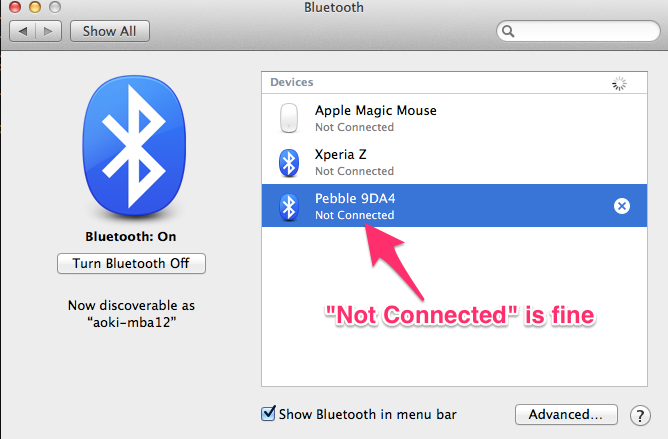 Bluetooth
Show All
Devices
Apple Magic Mouse
Not Connected
Xperia Z
Not Connected
Pebble 9DA4
Not Connected
Bluetooth: On
Turn Bluetooth Off
Now discoverable as
“aoki-mba12”
"Not Connected" is fine
Show Bluetooth in menu bar
Advanced...
?